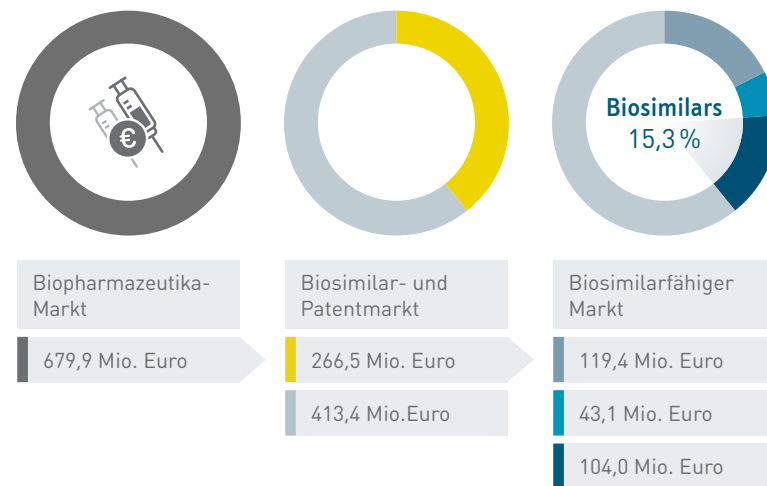 €
Biosimilars
15,3 %
Biopharmazeutika-
Markt
679,9 Mio. Euro
Biosimilar- und
Patentmarkt
266,5 Mio. Euro
413,4 Mio.Euro
Biosimilarfähiger
Markt
119,4 Mio. Euro
43,1 Mio. Euro
104,0 Mio. Euro